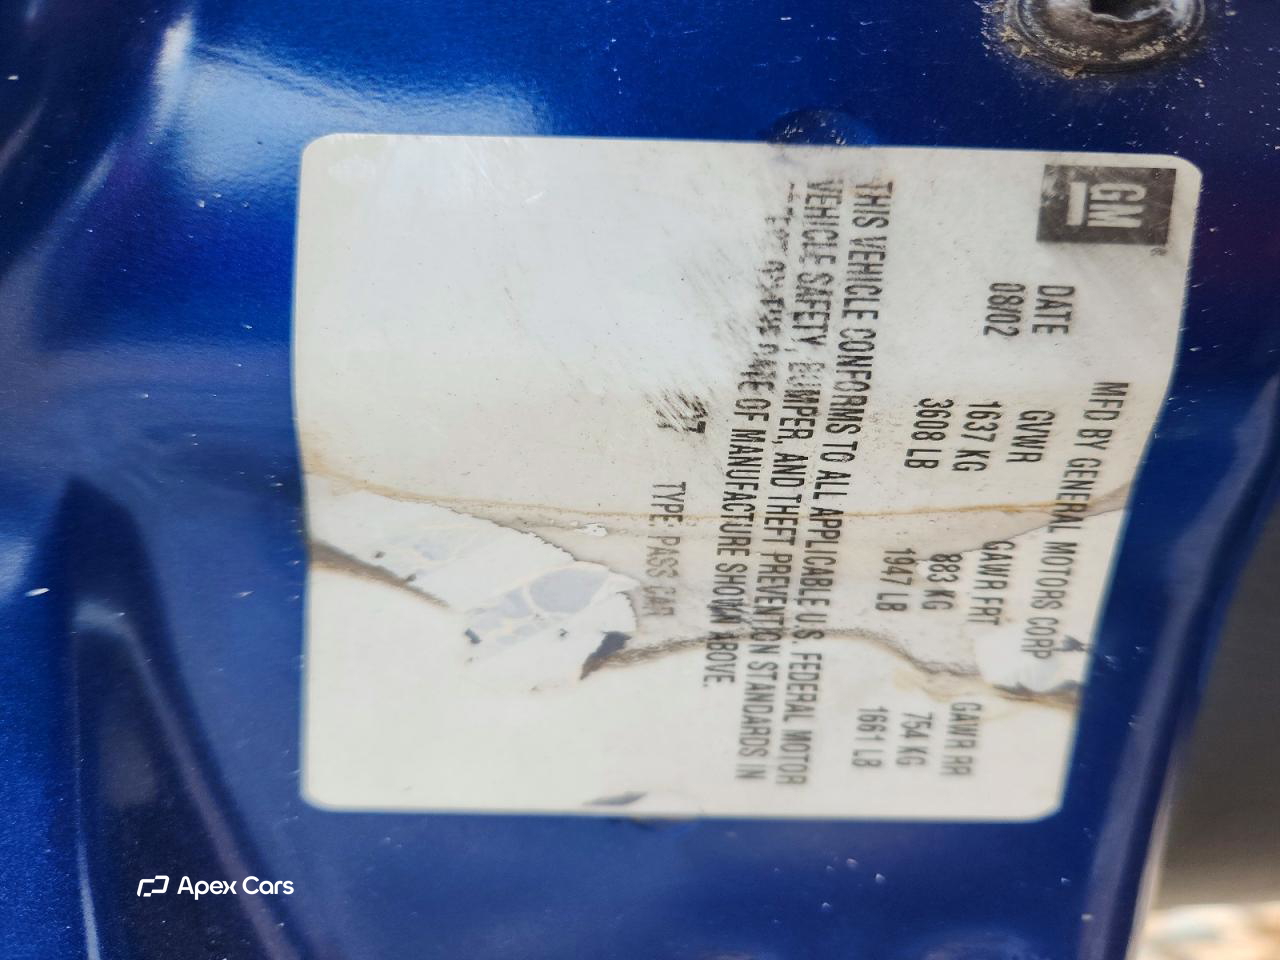 GM
MFD BY GENERAL MOTORS CORP
DATE GVWR GAWR FRT GAWR RR
08/02 1637 KG 883 KG 754 KG
3608 LB 1947 LB 1661 LB
THIS VEHICLE CONFORMS TO ALL APPLICABLE U.S. FEDERAL MOTOR
VEHICLE SAFETY, BUMPER, AND THEFT PREVENTION STANDARDS IN
DATE OF MANUFACTURE SHOWN ABOVE.
TYPE: PASS CAR
Apex Cars